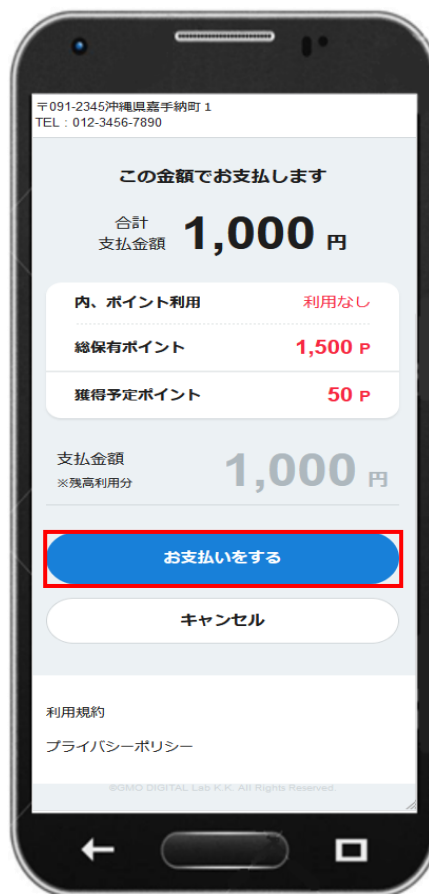 〒091-2345沖縄県嘉手納町１
TEL：012-3456-7890
この金額でお支払します
合計
支払金額 1,000 円
内、ポイント利用 利用なし
総保有ポイント 1,500 P
獲得予定ポイント 50 P
支払金額
※残高利用分 1,000 円
お支払いをする
キャンセル
利用規約
プライバシーポリシー
©GMO DIGITAL Lab K.K. All Rights Reserved.